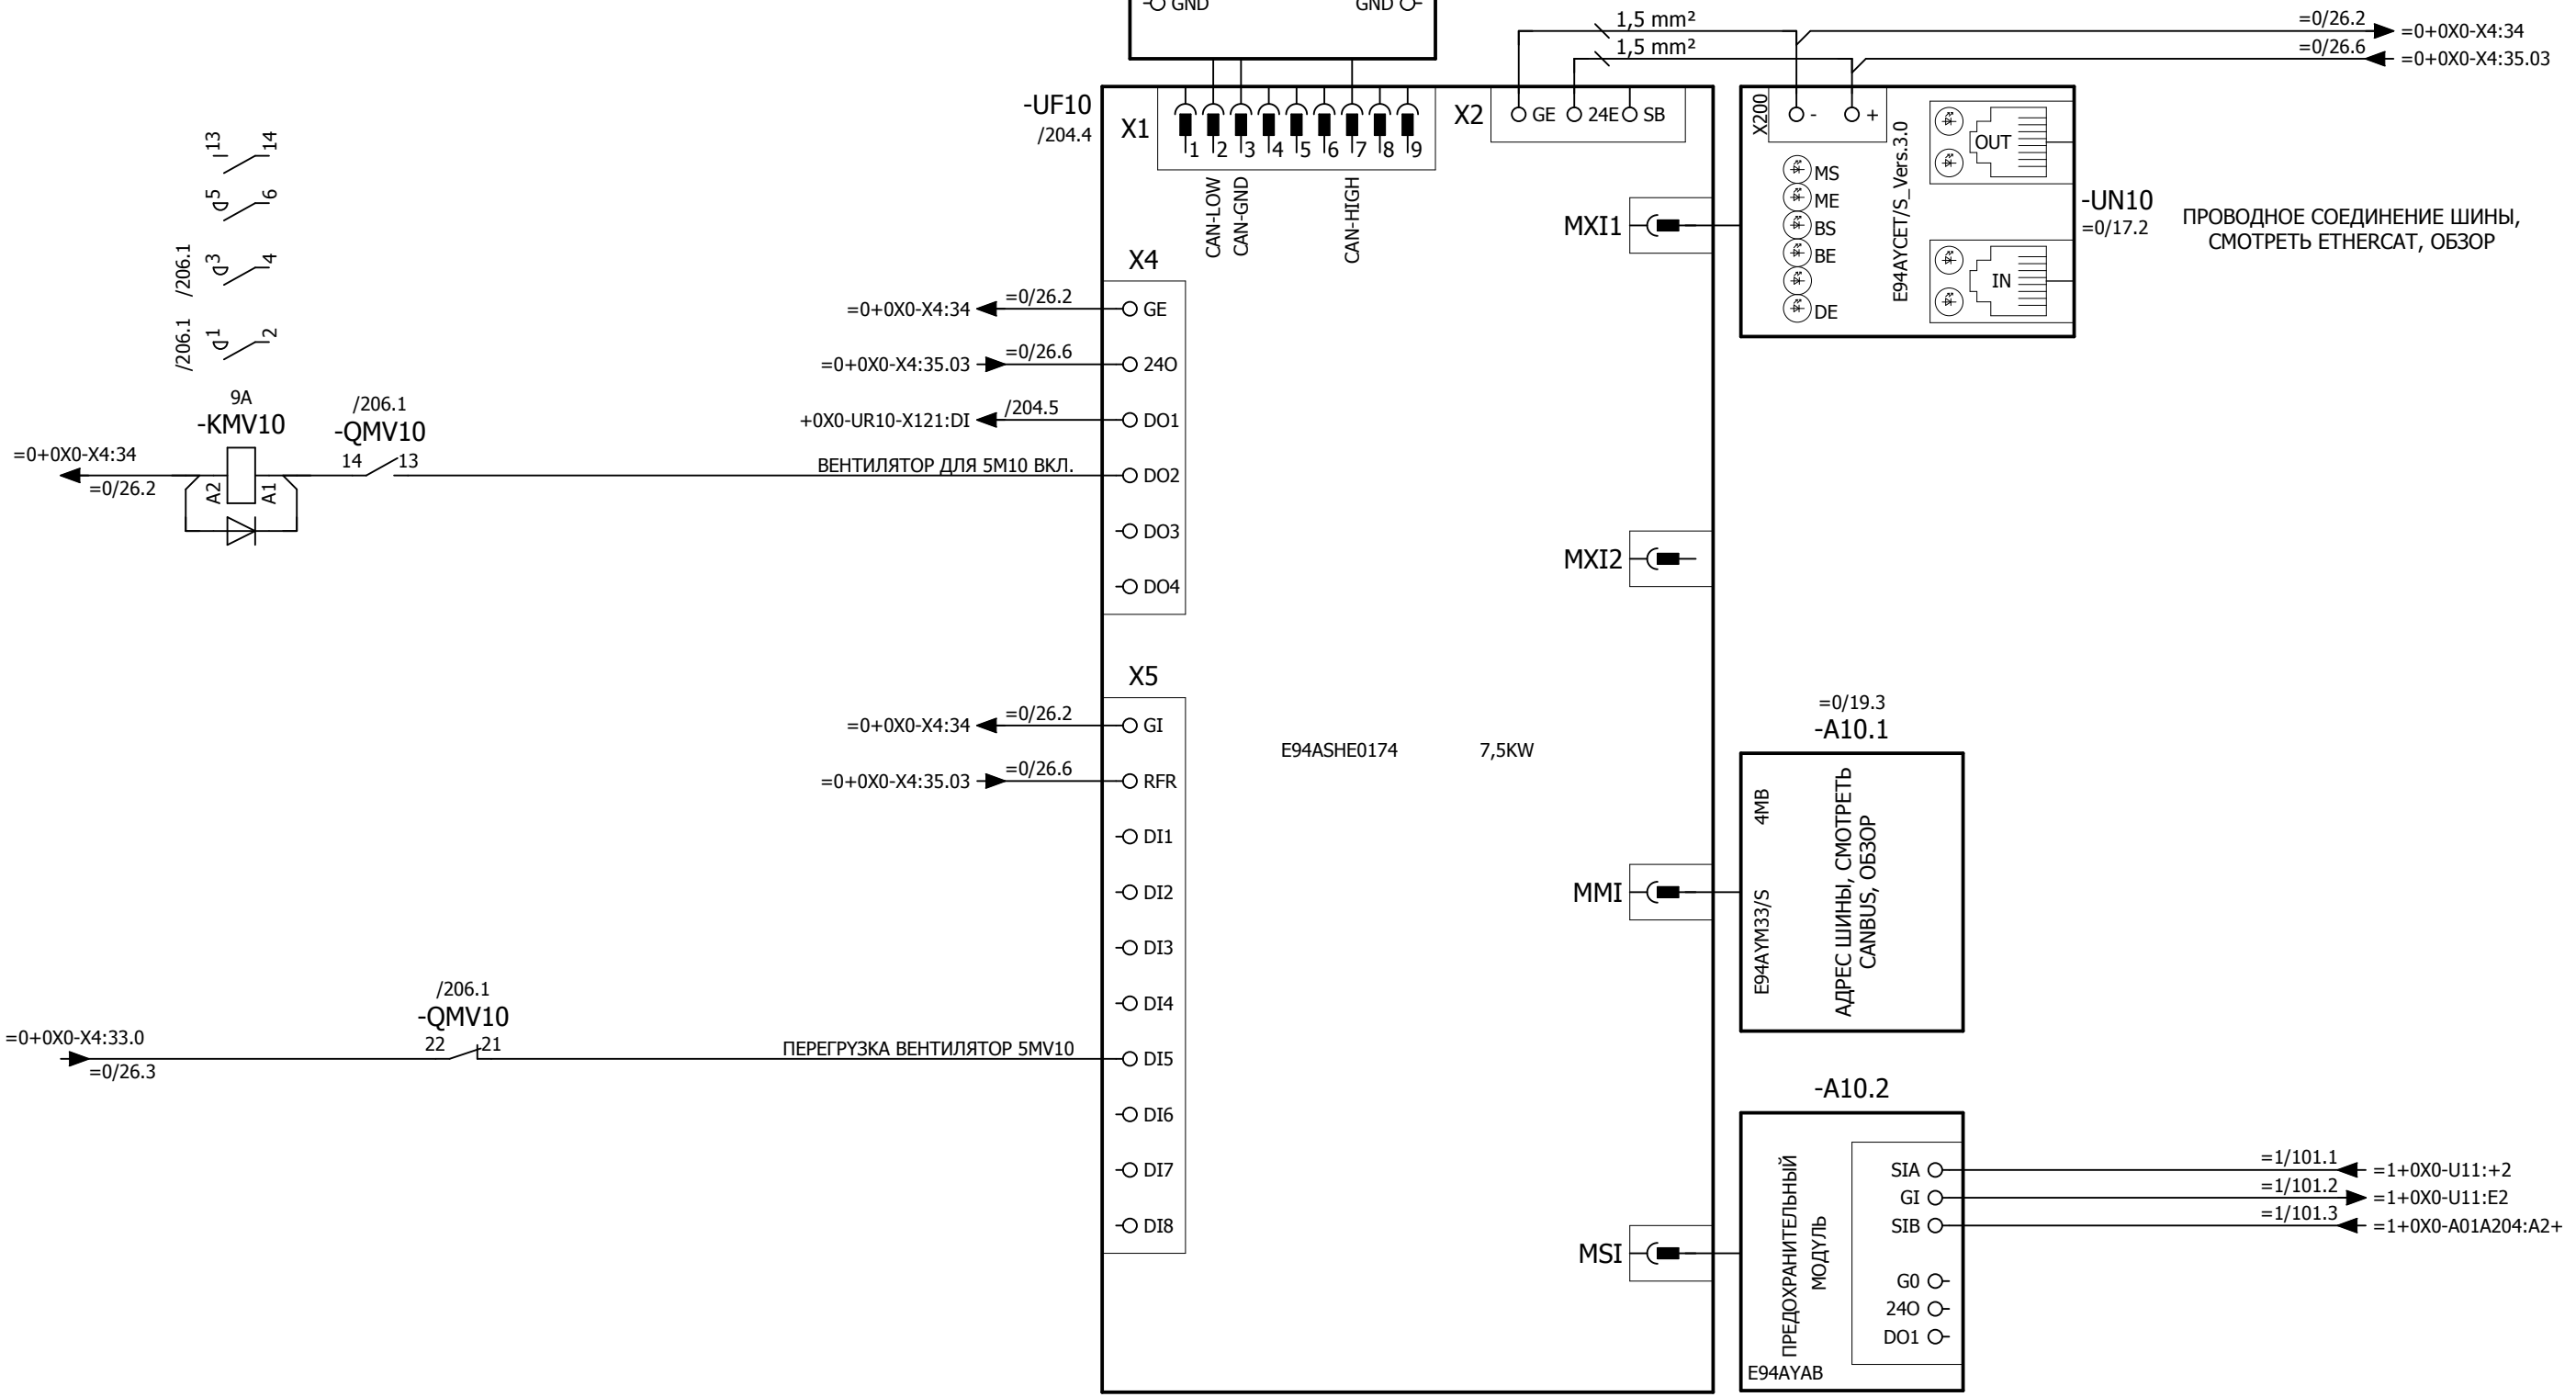 GND
GND
1,5 mm²
=0/26.2
=0+0X0-X4:34
1,5 mm²
=0/26.6
=0+0X0-X4:35.03
-UF10
/204.4
X1
1
2
3
4
5
6
7
8
9
CAN-LOW
CAN-GND
CAN-HIGH
X2
GE
24E
SB
X200
-
+
E94AYCET/S_Vers.3.0
OUT
IN
MS
ME
BS
BE
DE
-UN10
=0/17.2
ПРОВОДНОЕ СОЕДИНЕНИЕ ШИНЫ,
СМОТРЕТЬ ETHERCAT, ОБЗОР
MXI1
13
14
5
6
/206.1
3
4
/206.1
1
2
9A
-KMV10
A2
A1
=0+0X0-X4:34
=0/26.2
/206.1
-QMV10
14
13
X4
=0+0X0-X4:34
=0/26.2
GE
=0+0X0-X4:35.03
=0/26.6
24O
+0X0-UR10-X121:DI
/204.5
DO1
ВЕНТИЛЯТОР ДЛЯ 5M10 ВКЛ.
DO2
DO3
DO4
MXI2
X5
=0+0X0-X4:34
=0/26.2
GI
=0+0X0-X4:35.03
=0/26.6
RFR
DI1
DI2
DI3
DI4
E94ASHE0174
7,5KW
=0/19.3
-A10.1
MMI
E94AYM33/S
4MB
АДРЕС ШИНЫ, СМОТРЕТЬ
CANBUS, ОБЗОР
/206.1
-QMV10
22
21
=0+0X0-X4:33.0
=0/26.3
ПЕРЕГРУЗКА ВЕНТИЛЯТОР 5MV10
DI5
DI6
DI7
DI8
-A10.2
MSI
ПРЕДОХРАНИТЕЛЬНЫЙ
МОДУЛЬ
E94AYAB
SIA
=1/101.1
=1+0X0-U11:+2
GI
=1/101.2
=1+0X0-U11:E2
SIB
=1/101.3
=1+0X0-A01A204:A2+
G0
24O
DO1